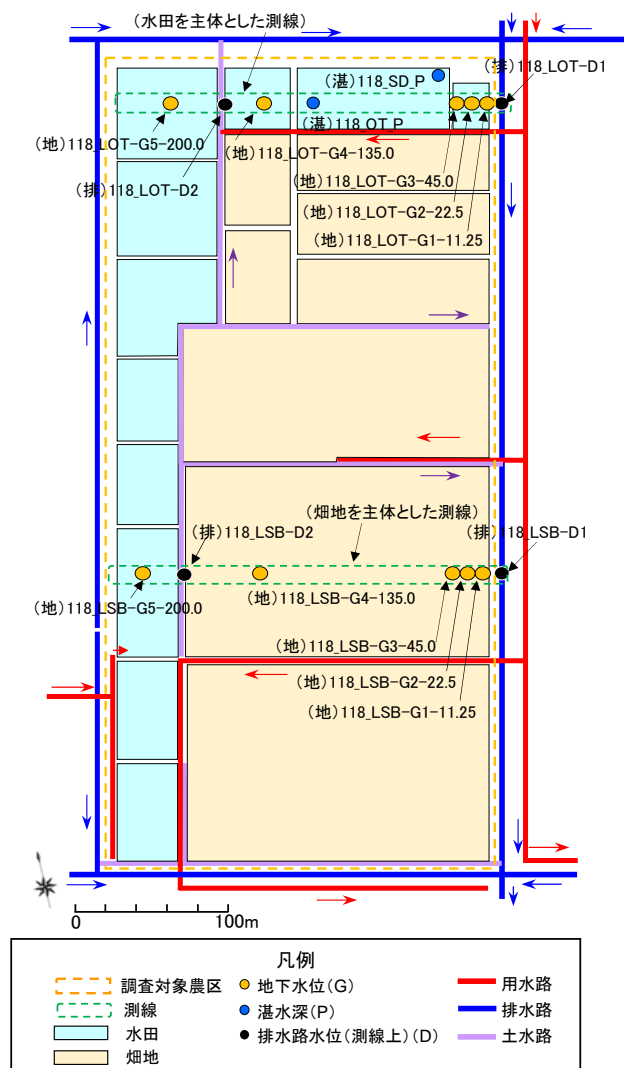 (水田を主体とした測線)
(排)118_LOT-D1
(湛)118_SD_P
(湛)118_OT_P
(地)118_LOT-G5-200.0
(地)118_LOT-G4-135.0
(地)118_LOT-G3-45.0
(排)118_LOT-D2
(地)118_LOT-G2-22.5
(地)118_LOT-G1-11.25
(畑地を主体とした測線)
(排)118_LSB-D2
(排)118_LSB-D1
(地)118_LSB-G5-200.0
(地)118_LSB-G4-135.0
(地)118_LSB-G3-45.0
(地)118_LSB-G2-22.5
(地)118_LSB-G1-11.25
0 100m
凡例
調査対象農区 地下水位(G) 用水路
測線 湛水深(P) 排水路
水田 排水路水位(測線上)(D) 土水路
畑地